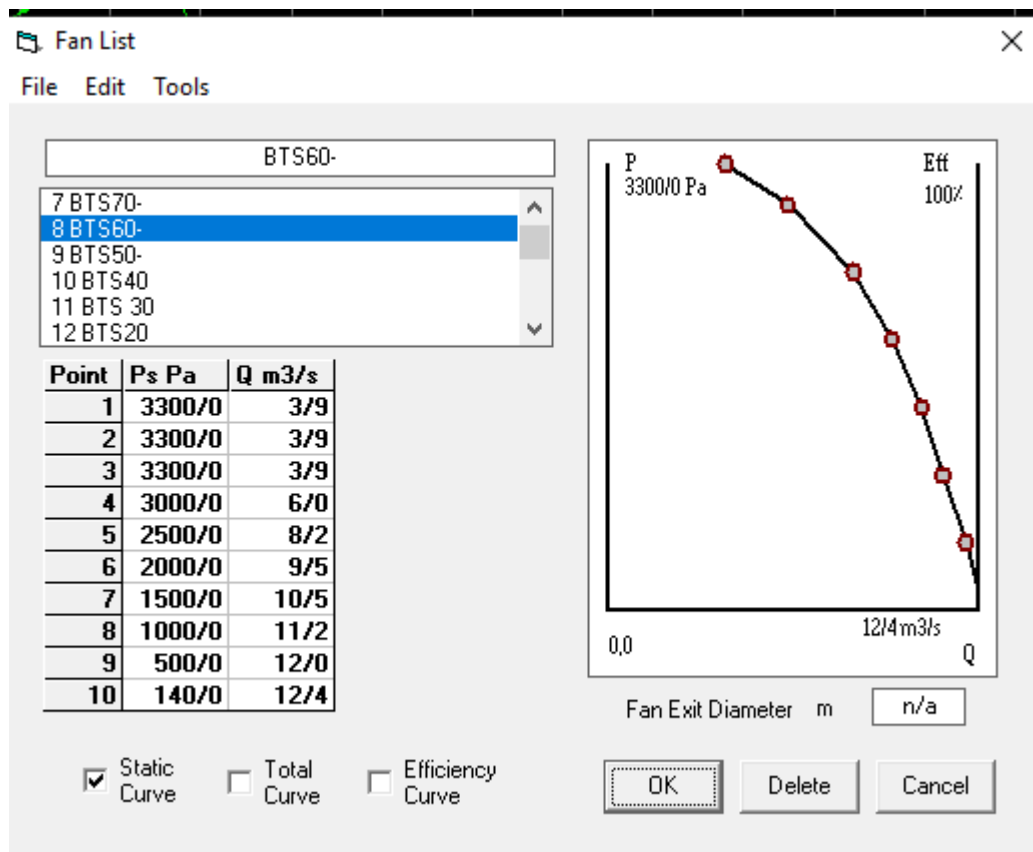 Fan List
File Edit Tools
BTS60-
7 BTS70-
8 BTS60-
9 BTS50-
10 BTS40
11 BTS 30
12 BTS20
Point Ps Pa Q m3/s
1 3300/0 3/9
2 3300/0 3/9
3 3300/0 3/9
4 3000/0 6/0
5 2500/0 8/2
6 2000/0 9/5
7 1500/0 10/5
8 1000/0 11/2
9 500/0 12/0
10 140/0 12/4
P Eff
3300/0 Pa 100%
12/4 m3/s
0,0 Q
Fan Exit Diameter m n/a
Static Curve
Total Curve
Efficiency Curve
OK Delete Cancel